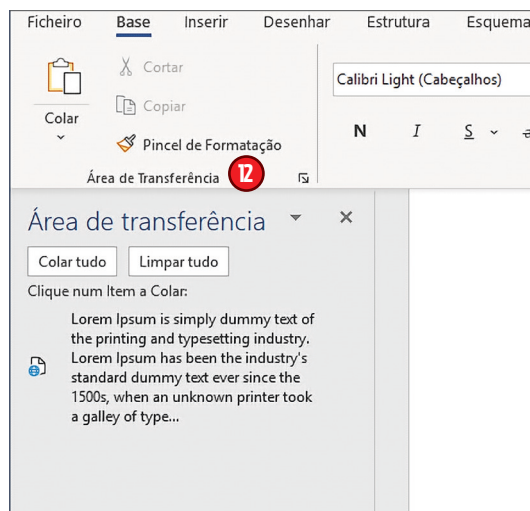 Ficheiro Base Inserir Desenhar Estrutura Esquema
Cortar
Copiar
Colar
Pincel de Formatação
Calibri Light (Cabeçalhos)
N I S
Área de Transferência 12
Área de transferência
Colar tudo Limpar tudo
Clique num Item a Colar:
Lorem Ipsum is simply dummy text of
the printing and typesetting industry.
Lorem Ipsum has been the industry's
standard dummy text ever since the
1500s, when an unknown printer took
a galley of type...